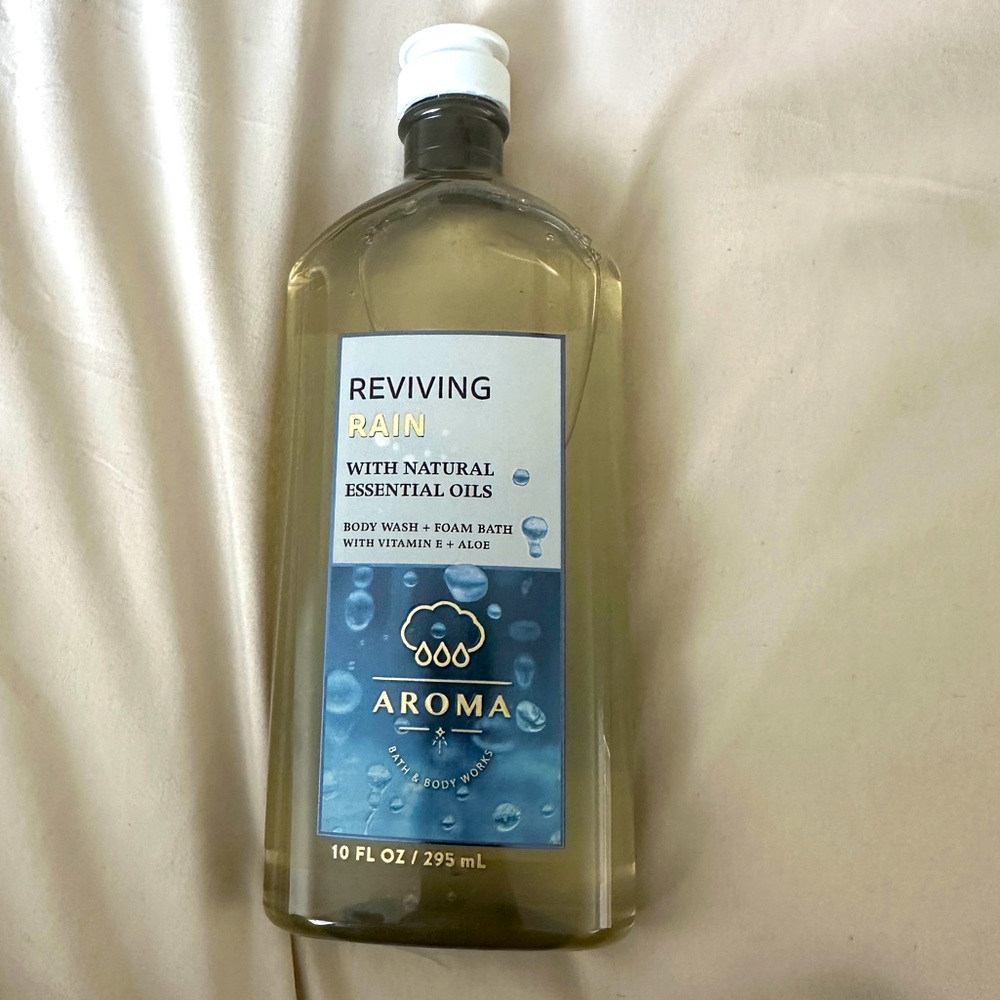 REVIVING
RAIN
WITH NATURAL
ESSENTIAL OILS
BODY WASH + FOAM BATH
WITH VITAMIN E + ALOE
AROMA
BATH & BODY WORKS
10 FL OZ / 295 mL